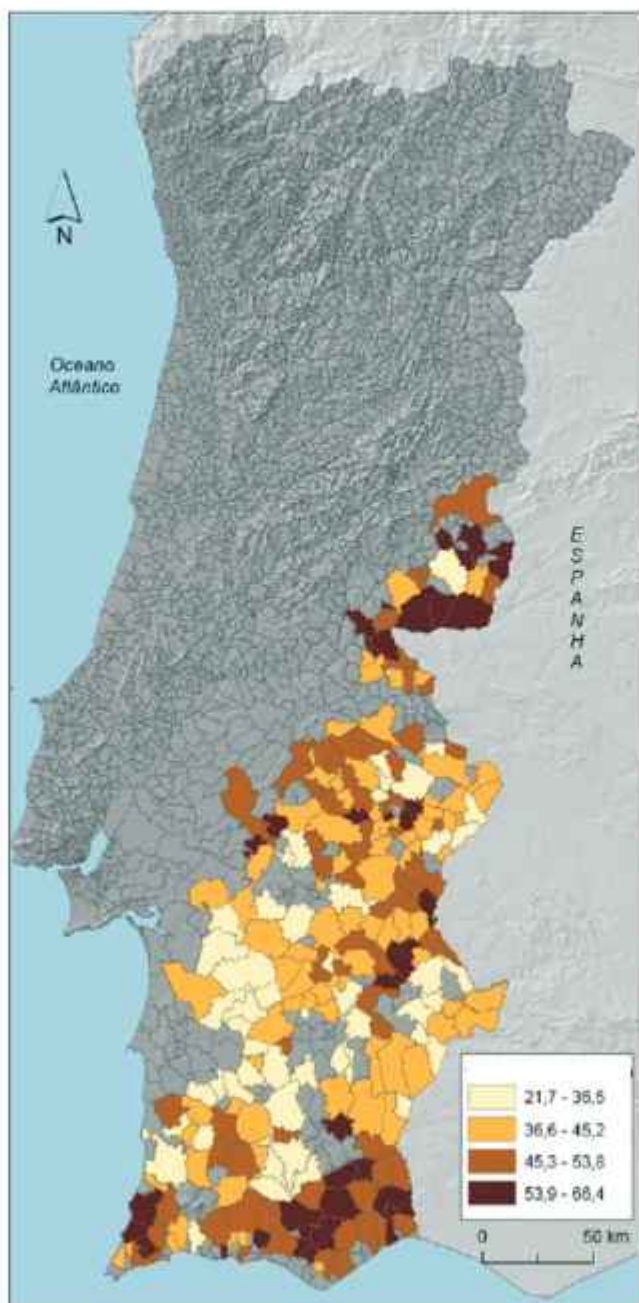 N
Oceano
Atlântico
ESPANHA
21,7 - 36,5
36,6 - 45,2
45,3 - 53,8
53,9 - 66,4
0 50 km